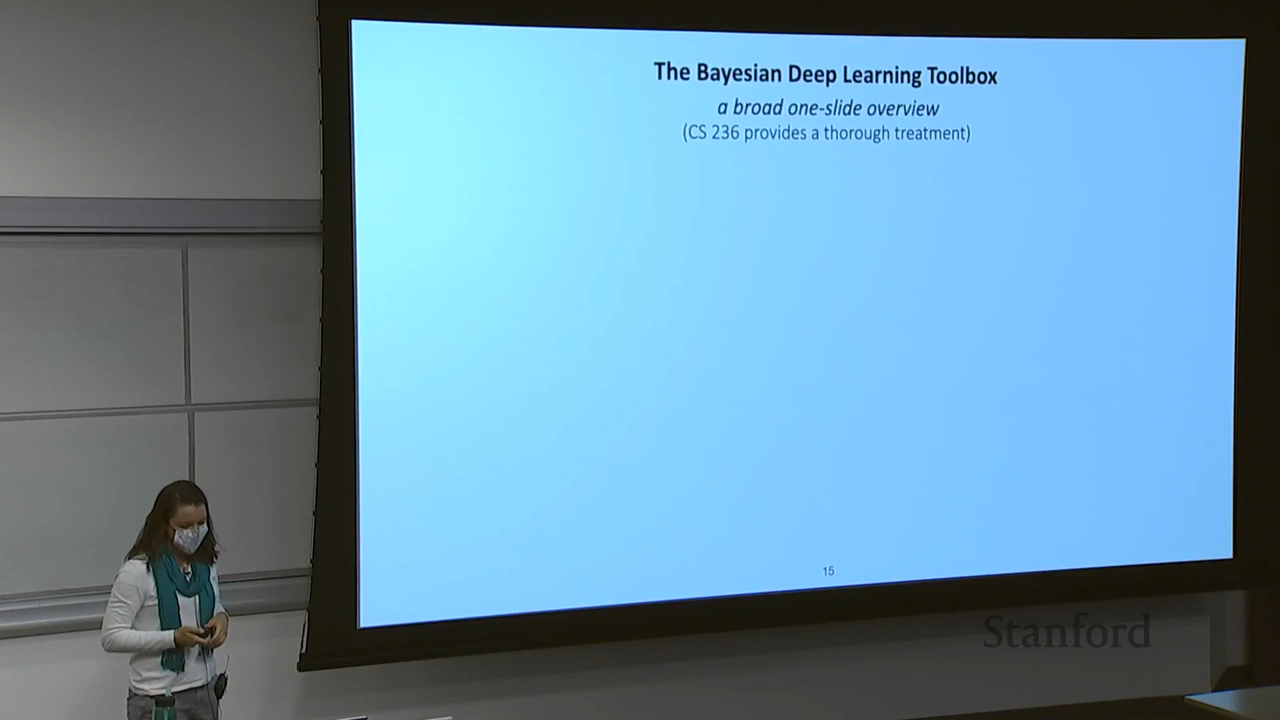 The Bayesian Deep Learning Toolbox
a broad one-slide overview
(CS 236 provides a thorough treatment)
15
Stanford